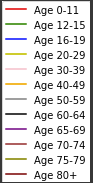 Age 0-11
Age 12-15
Age 16-19
Age 20-29
Age 30-39
Age 40-49
Age 50-59
Age 60-64
Age 65-69
Age 70-74
Age 75-79
Age 80+